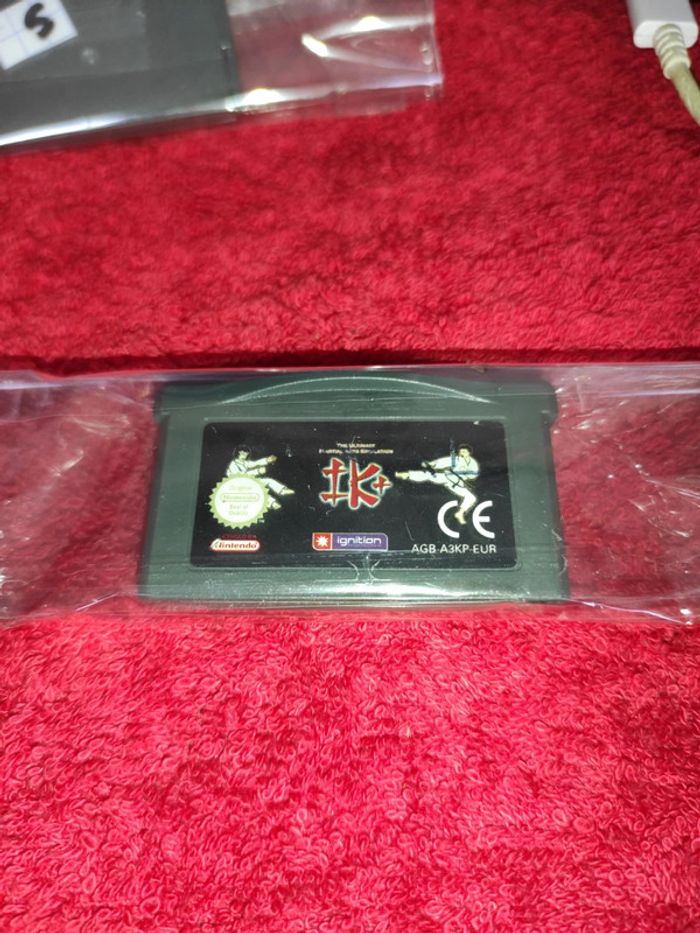 S
THE ULTIMATE
MARTIAL ARTS SIMULATION
IK+
Original
Nintendo
Seal of
Quality
Nintendo
ignition
CE
AGB-A3KP-EUR